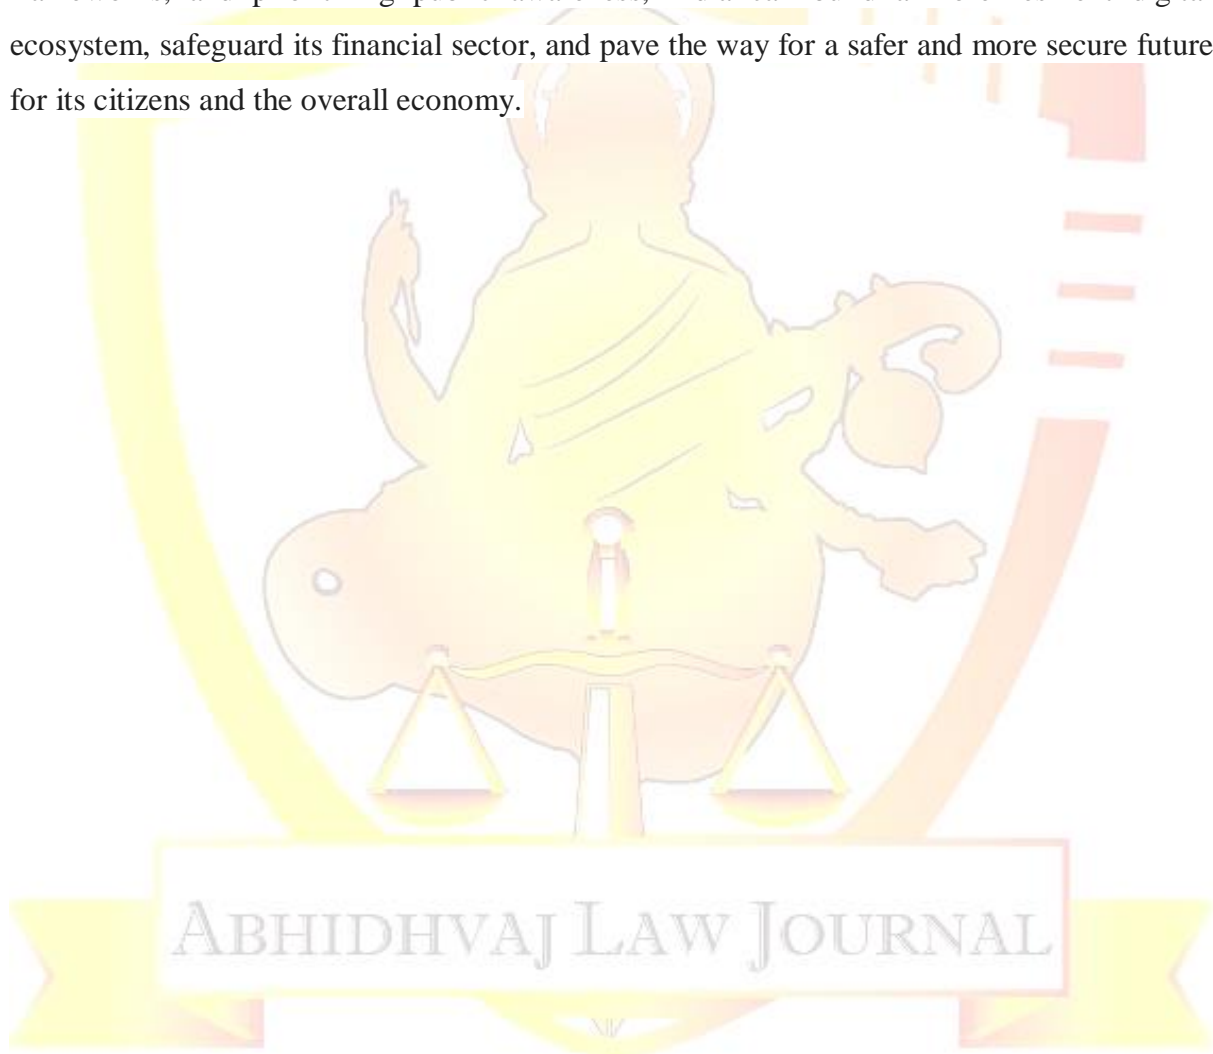 ecosystem, safeguard its financial sector, and pave the way for a safer and more secure future
for its citizens and the overall economy.
ABHIDHVAJ LAW JOURNAL